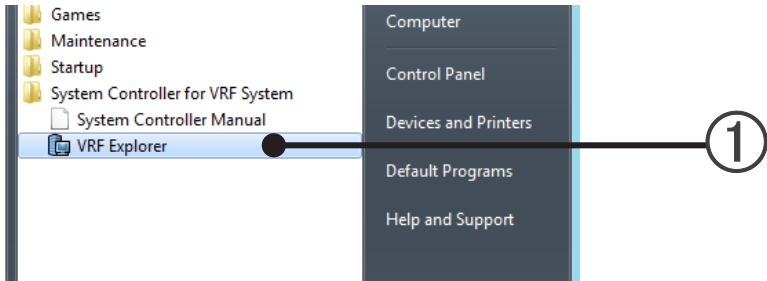 Games
Maintenance
Startup
System Controller for VRF System
System Controller Manual
VRF Explorer
Computer
Control Panel
Devices and Printers
Default Programs
Help and Support
①